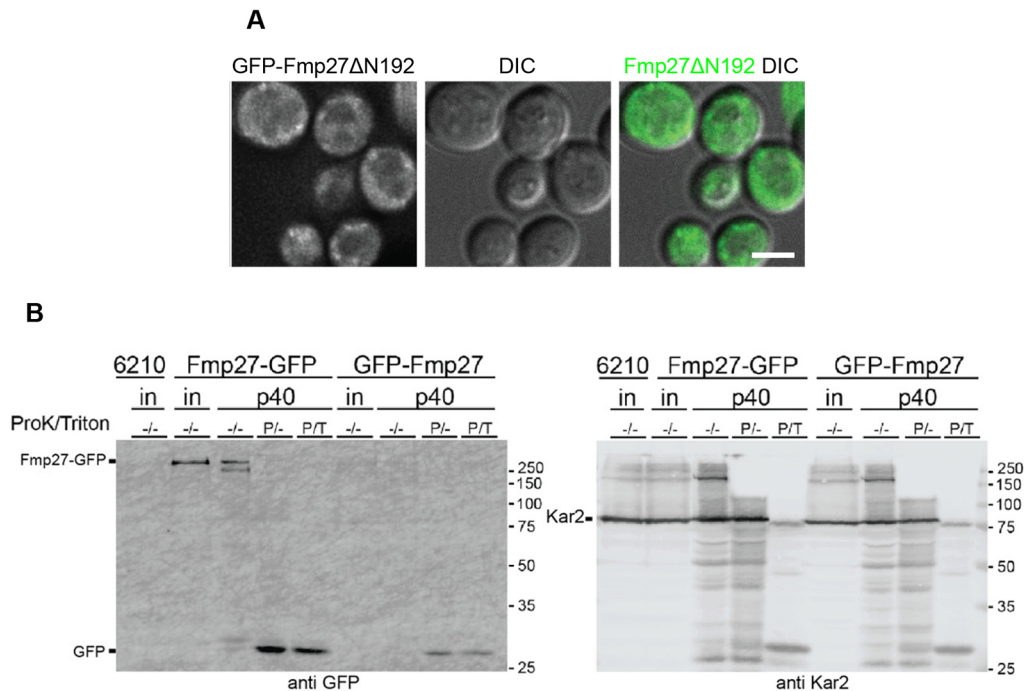 A
GFP-Fmp27ΔN192 DIC Fmp27ΔN192 DIC
B
6210 Fmp27-GFP GFP-Fmp27
in in p40 in p40
ProK/Triton -/- -/- -/- P/- P/T -/- -/- P/- P/T
Fmp27-GFP
250
150
100
75
50
35
GFP
25
anti GFP
6210 Fmp27-GFP GFP-Fmp27
in in p40 in p40
-/- -/- -/- P/- P/T -/- -/- P/- P/T
250
150
100
Kar2
75
50
35
25
anti Kar2